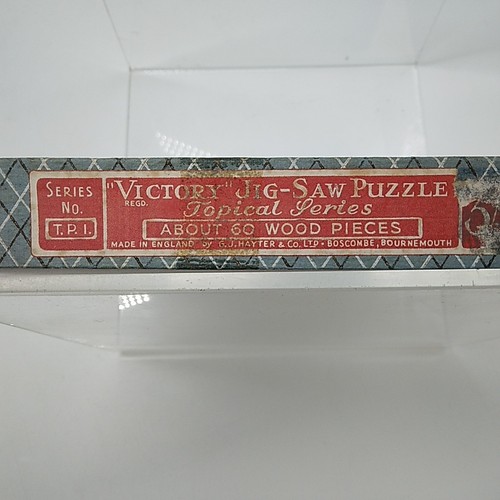 SERIES
No.
T.P.1.
"VICTORY" JIG-SAW PUZZLE
REGD.
Topical Series
ABOUT 60 WOOD PIECES
MADE IN ENGLAND by G.J.HAYTER & Co. LTD • BOSCOMBE, BOURNEMOUTH